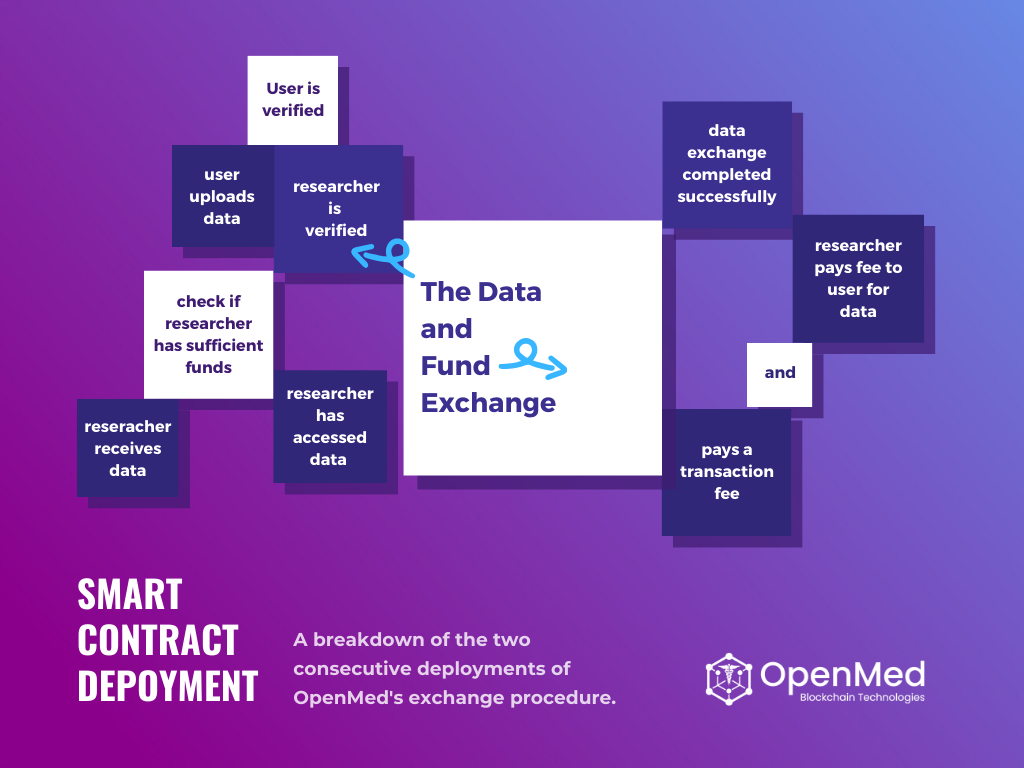 User is
verified
user
uploads
data
researcher
is
verified
check if
researcher
has sufficient
funds
reseracher
receives
data
researcher
has
accessed
data
The Data
and
Fund
Exchange
data
exchange
completed
successfully
researcher
pays fee to
user for
data
and
pays a
transaction
fee
SMART
CONTRACT
DEPOYMENT
A breakdown of the two
consecutive deployments of
OpenMed's exchange procedure.
OpenMed
Blockchain Technologies